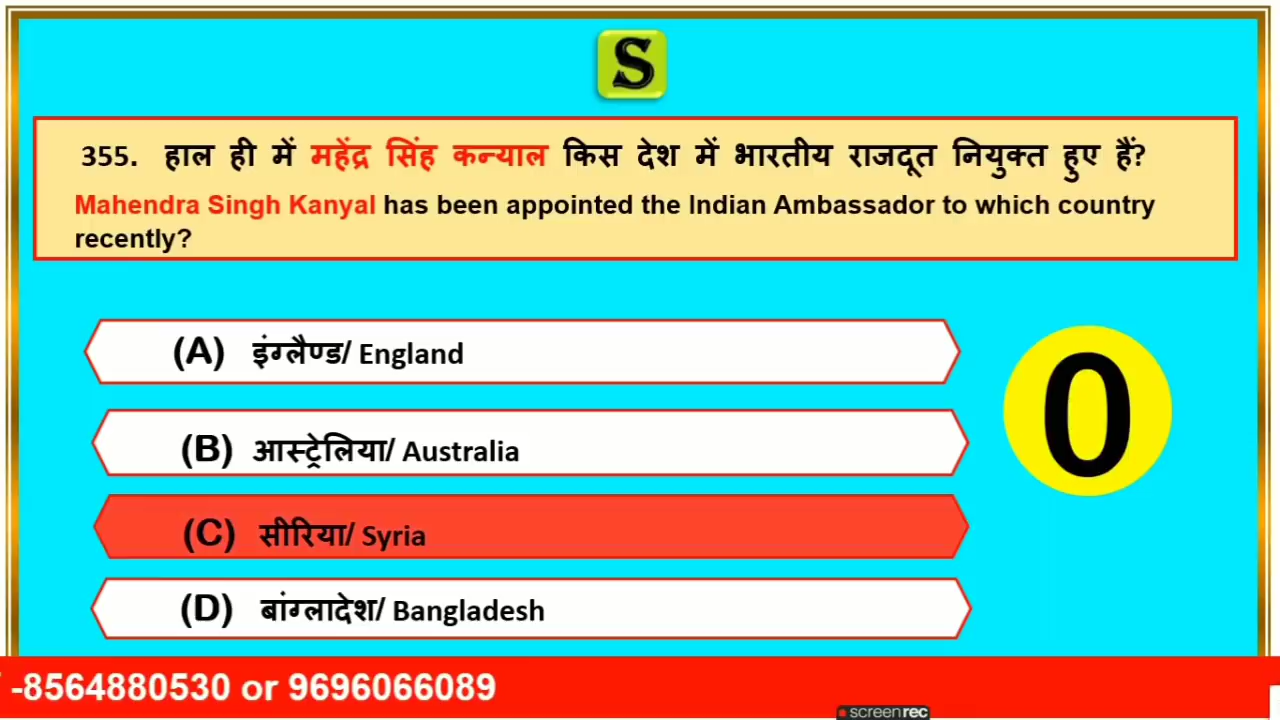 S
355. हाल ही में महेंद्र सिंह कन्याल किस देश में भारतीय राजदूत नियुक्त हुए हैं?
Mahendra Singh Kanyal has been appointed the Indian Ambassador to which country
recently?
(A) इंग्लैण्ड/ England
0
(B) आस्ट्रेलिया/ Australia
(C) सीरिया/ Syria
(D) बांग्लादेश/ Bangladesh
-8564880530 or 9696066089
screenrec